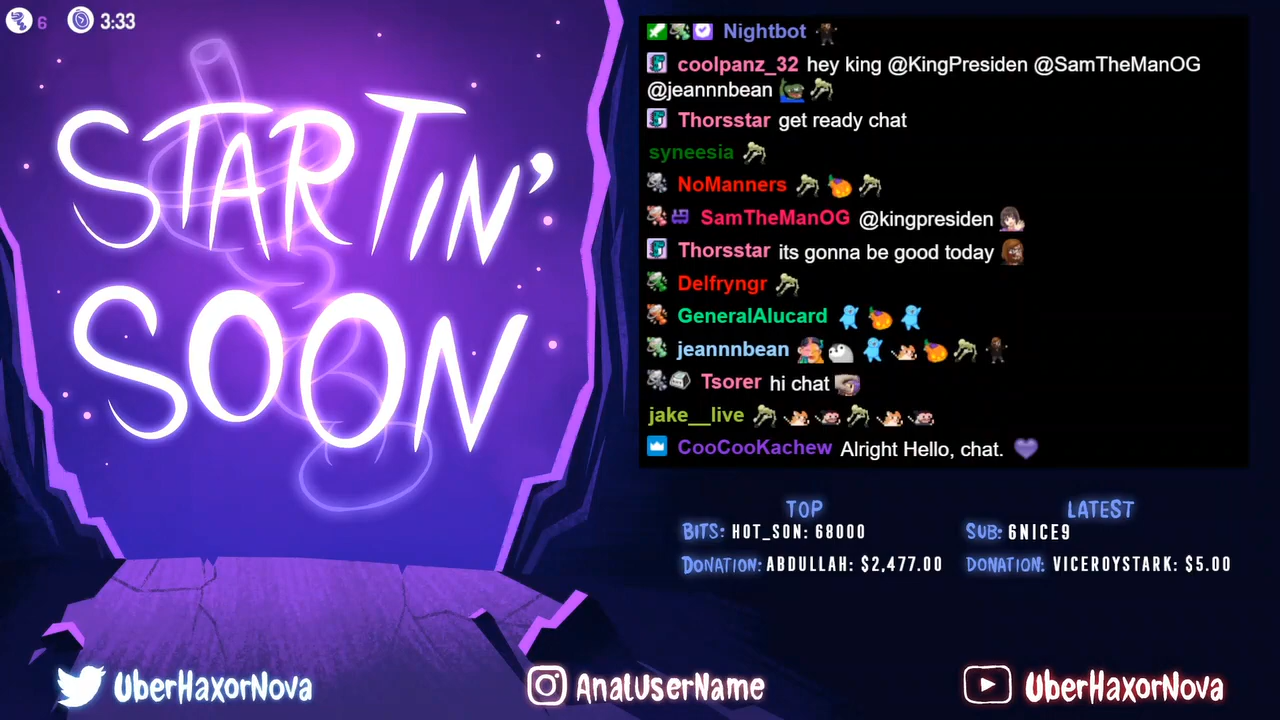 6 3:33
STARTIN'
SOON
Nightbot
coolpanz_32 hey king @KingPresiden @SamTheManOG
@jeannnbean
Thorsstar get ready chat
syneesia
NoManners
SamTheManOG @kingpresiden
Thorsstar its gonna be good today
Delfryngr
GeneralAlucard
jeannnbean
Tsorer hi chat
jake__live
CooCooKachew Alright Hello, chat.
TOP
BITS: HOT_SON: 68000
DONATION: ABDULLAH: $2,477.00
LATEST
SUB: 6NICE9
DONATION: VICEROYSTARK: $5.00
UberHaxorNova
AnalUserName
UberHaxorNova